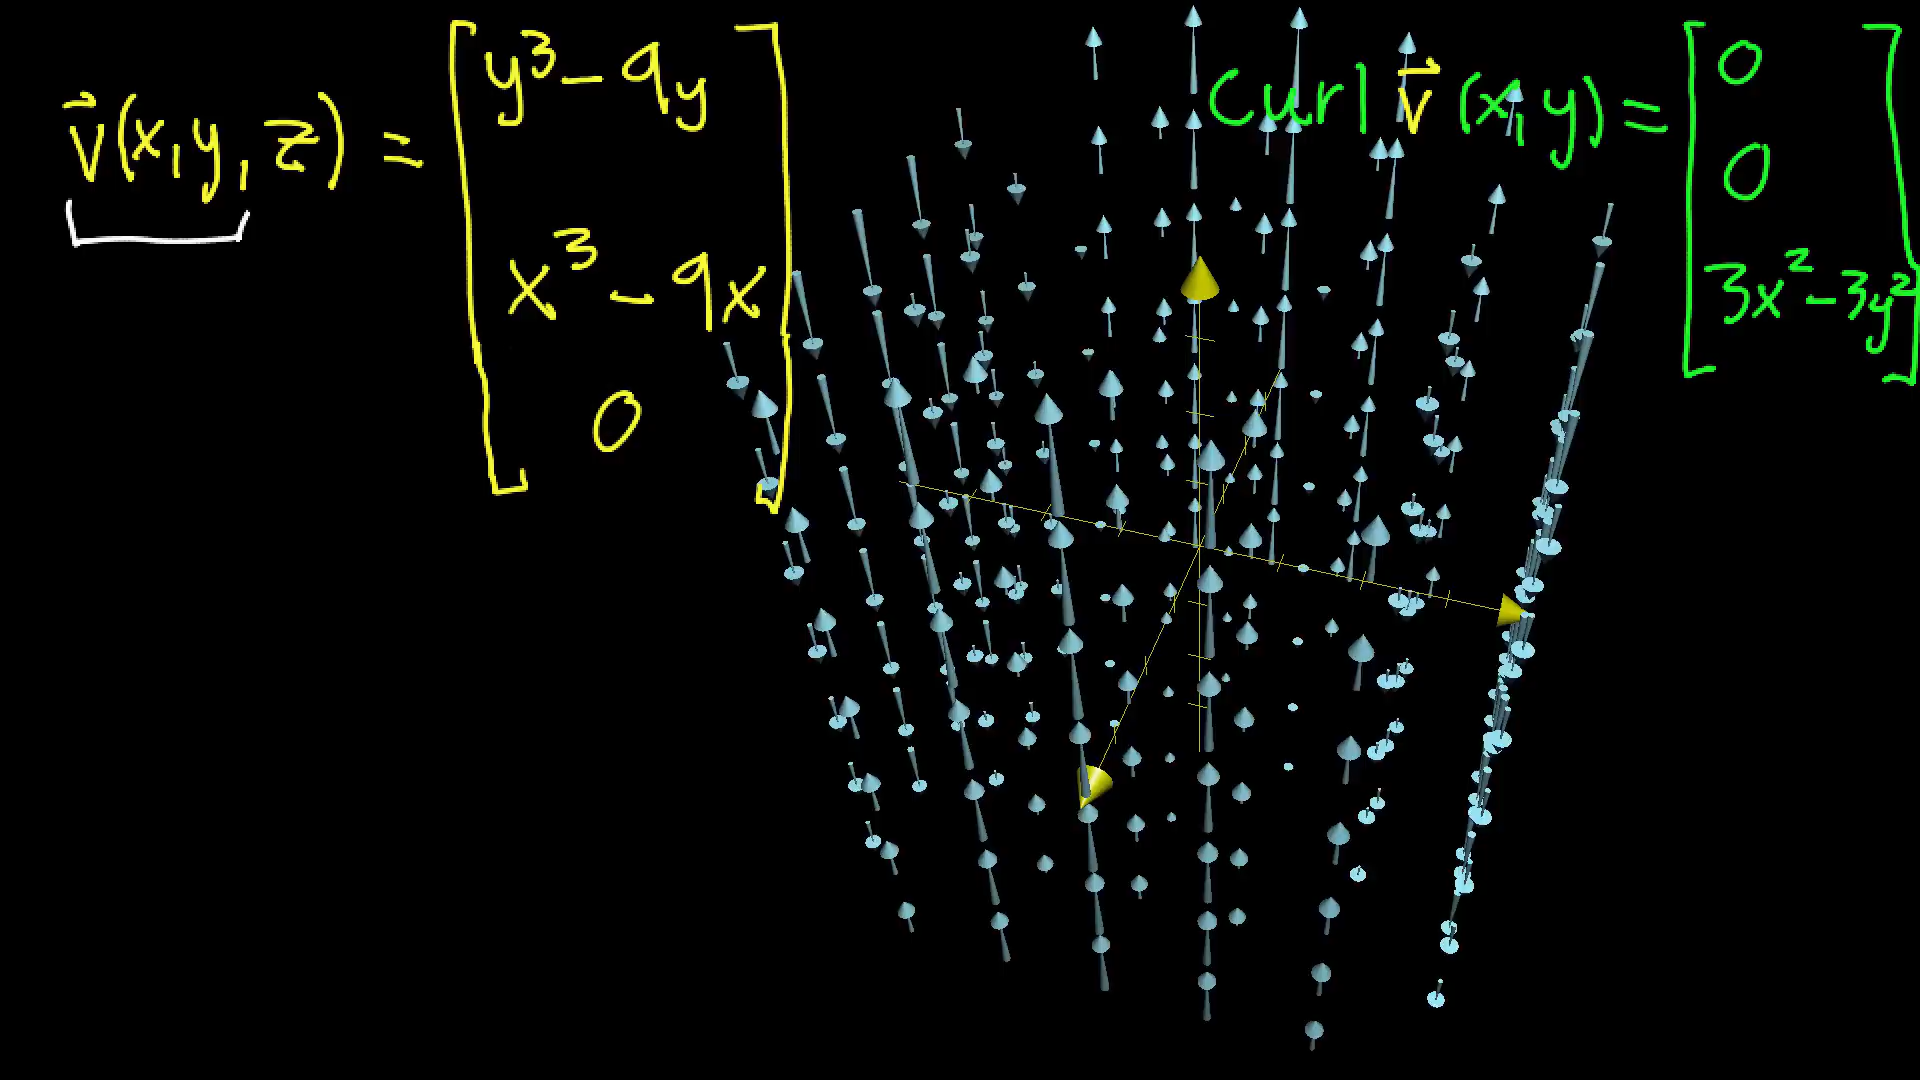 v⃗(x,y,z) = [ y³ - 9y
x³ - 9x
0 ]
Curl v⃗ (x,y) = [ 0
0
3x² - 3y² ]